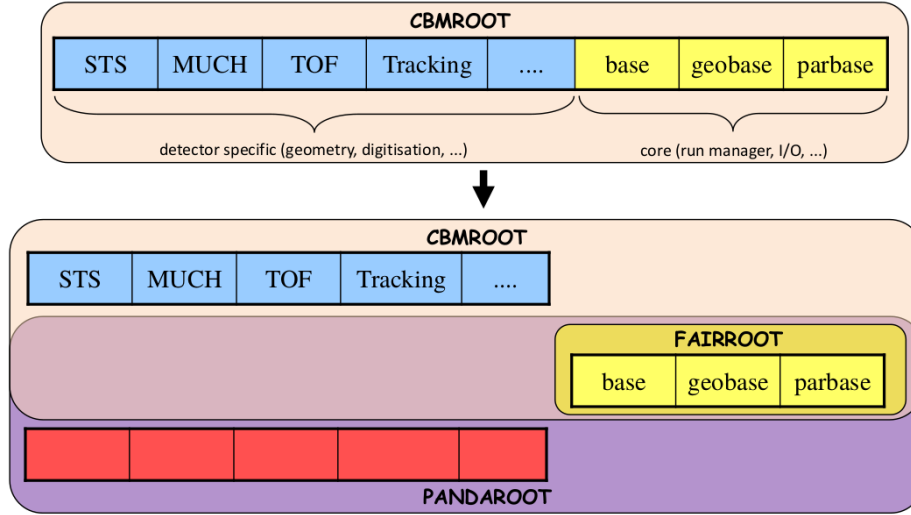 CBMROOT
STS MUCH TOF Tracking .... base geobase parbase
detector specific (geometry, digitisation, ...) core (run manager, I/O, ...)
CBMROOT
STS MUCH TOF Tracking ....
FAIRROOT
base geobase parbase
PANDAROOT